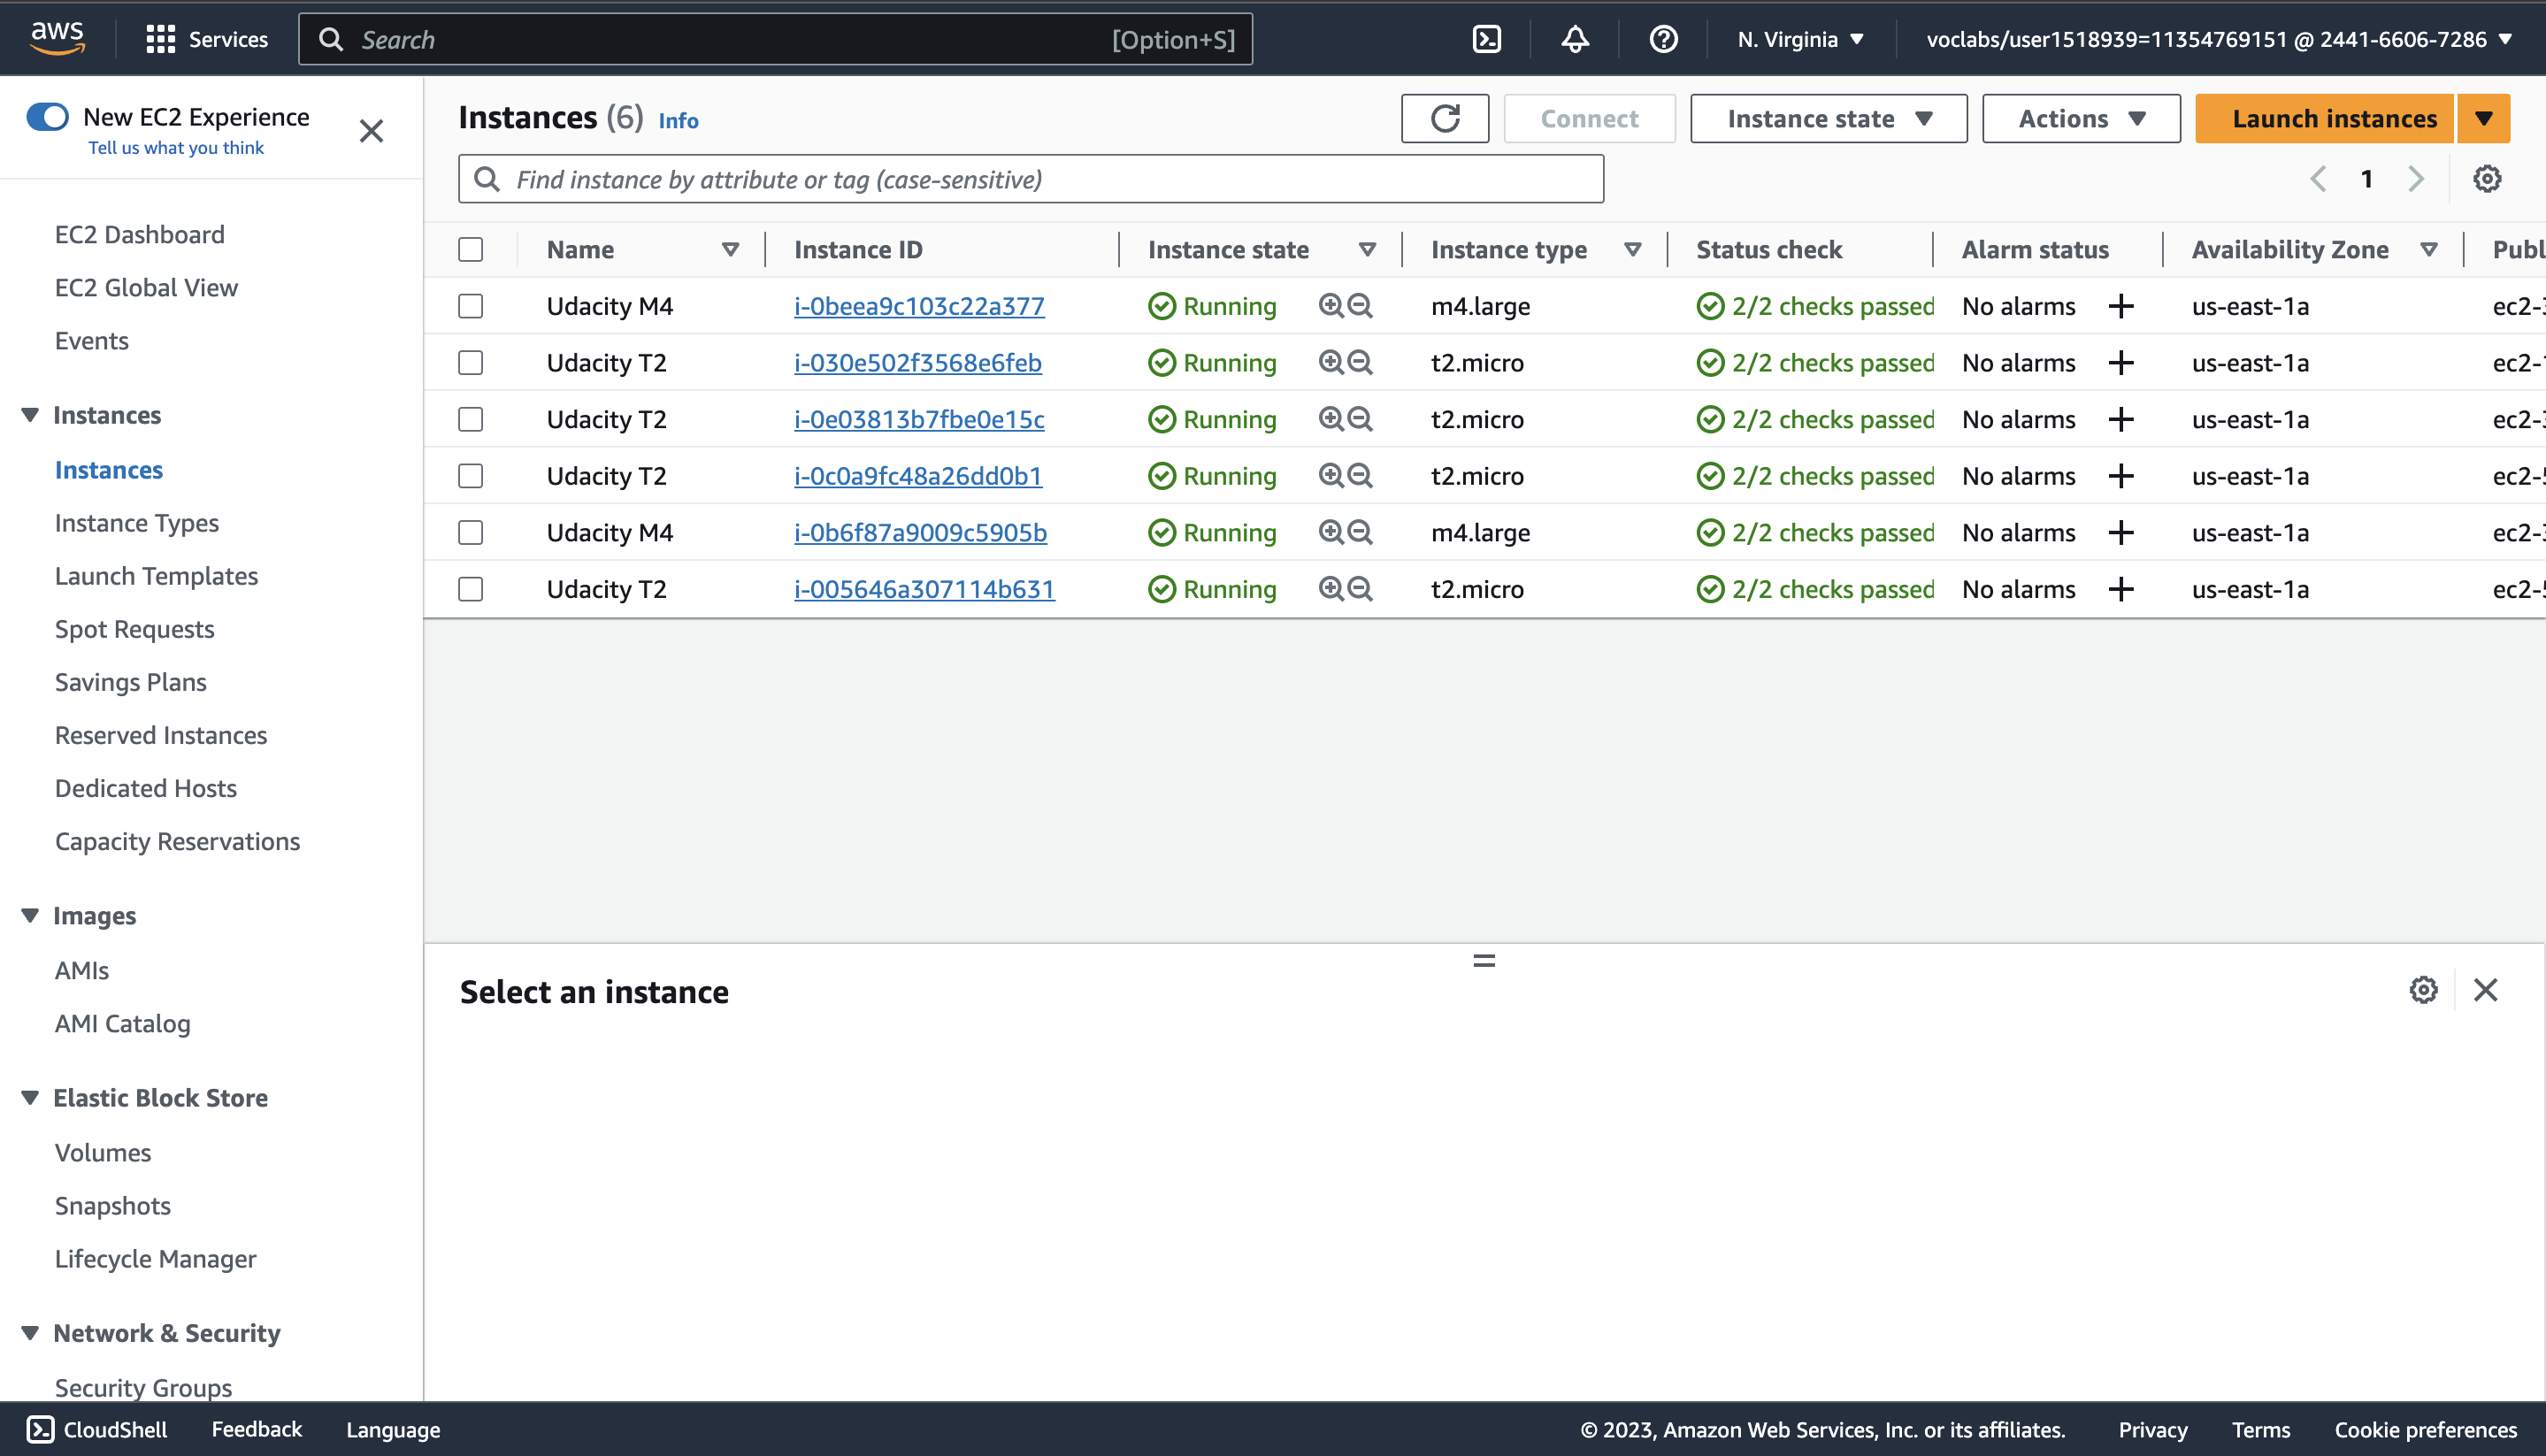 aws Services Search [Option+S] N. Virginia voclabs/user1518939=11354769151 @ 2441-6606-7286
New EC2 Experience
Tell us what you think
EC2 Dashboard
EC2 Global View
Events
Instances
Instances
Instance Types
Launch Templates
Spot Requests
Savings Plans
Reserved Instances
Dedicated Hosts
Capacity Reservations
Images
AMIs
AMI Catalog
Elastic Block Store
Volumes
Snapshots
Lifecycle Manager
Network & Security
Security Groups
Instances (6) Info Connect Instance state Actions Launch instances
Find instance by attribute or tag (case-sensitive) 1
Name Instance ID Instance state Instance type Status check Alarm status Availability Zone Publ
Udacity M4 i-0beea9c103c22a377 Running m4.large 2/2 checks passed No alarms + us-east-1a ec2-3
Udacity T2 i-030e502f3568e6feb Running t2.micro 2/2 checks passed No alarms + us-east-1a ec2-1
Udacity T2 i-0e03813b7fbe0e15c Running t2.micro 2/2 checks passed No alarms + us-east-1a ec2-3
Udacity T2 i-0c0a9fc48a26dd0b1 Running t2.micro 2/2 checks passed No alarms + us-east-1a ec2-5
Udacity M4 i-0b6f87a9009c5905b Running m4.large 2/2 checks passed No alarms + us-east-1a ec2-3
Udacity T2 i-005646a307114b631 Running t2.micro 2/2 checks passed No alarms + us-east-1a ec2-5
Select an instance
CloudShell Feedback Language © 2023, Amazon Web Services, Inc. or its affiliates. Privacy Terms Cookie preferences